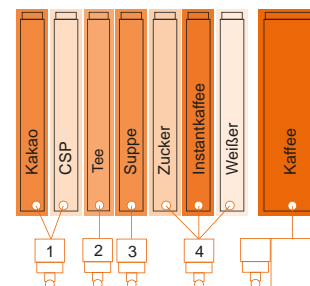 Kakao
CSP
Tee
Suppe
Zucker
Instantkaffee
Weißer
Kaffee
1
2
3
4